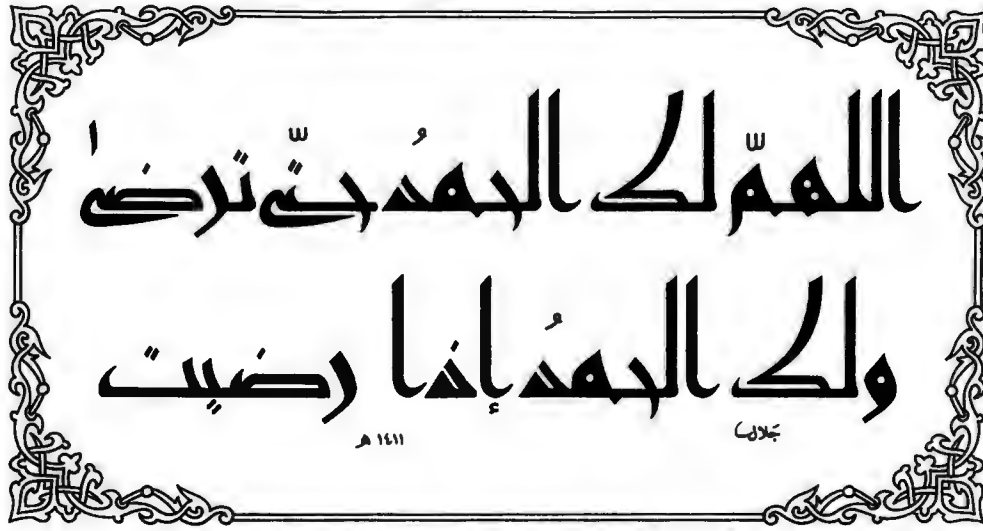 اللهمّ لك الحمدُ حتّى ترضى
ولك الحمدُ إذا رضيت
جلال
١٤١١ هـ